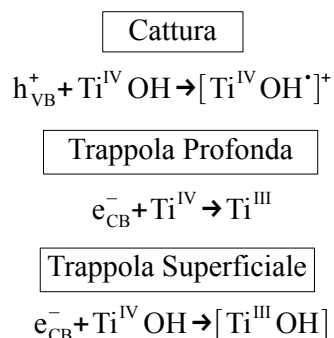 Cattura
h⁺VB + TiIV OH → [TiIV OH•]⁺
Trappola Profonda
e⁻CB + TiIV → TiIII
Trappola Superficiale
e⁻CB + TiIV OH → [TiIII OH]